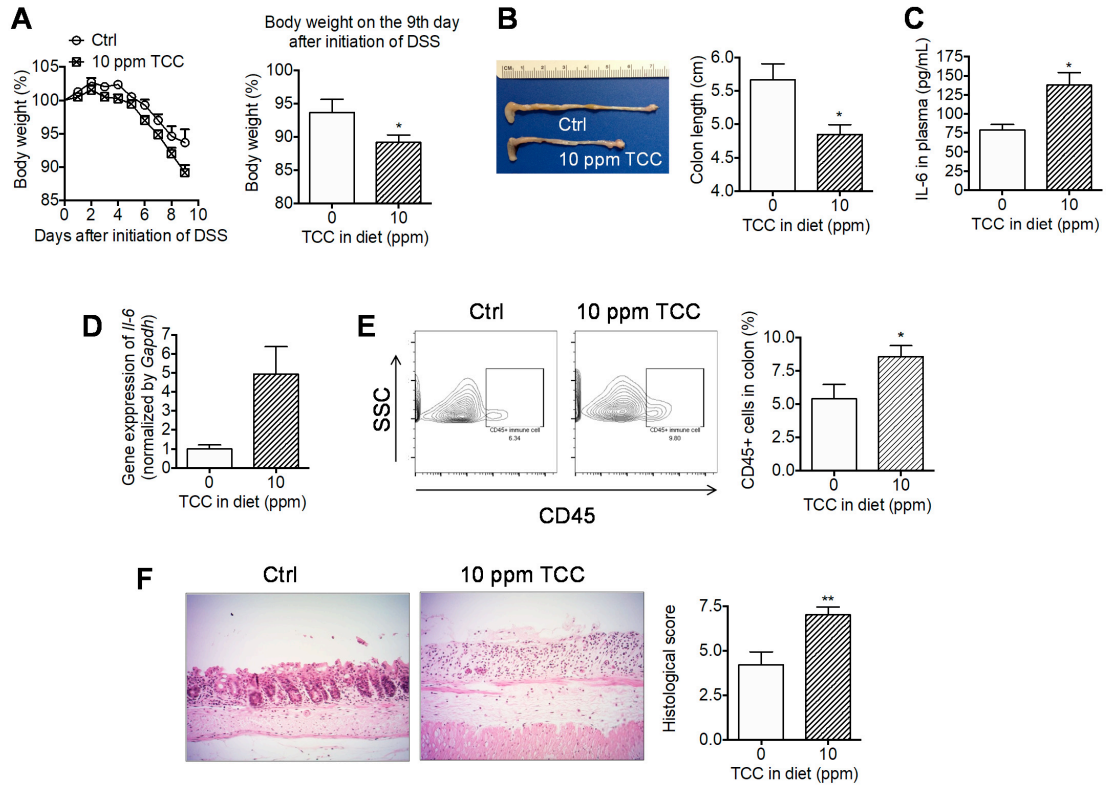 A
Ctrl
10 ppm TCC
Body weight (%)
105
100
95
90
85
0 2 4 6 8 10
Days after initiation of DSS
Body weight on the 9th day
after initiation of DSS
Body weight (%)
100
95
90
85
80
*
0 10
TCC in diet (ppm)
B
Ctrl
10 ppm TCC
Colon length (cm)
6.0
5.5
5.0
4.5
4.0
*
0 10
TCC in diet (ppm)
C
IL-6 in plasma (pg/mL)
175
150
125
100
75
50
25
0
*
0 10
TCC in diet (ppm)
D
Gene exppression of Il-6
(normalized by Gapdh)
7
6
5
4
3
2
1
0
0 10
TCC in diet (ppm)
E
Ctrl
10 ppm TCC
SSC
CD45+ immune cell
6.34
CD45+ immune cell
9.80
CD45
CD45+ cells in colon (%)
10.0
7.5
5.0
2.5
0.0
*
0 10
TCC in diet (ppm)
F
Ctrl
10 ppm TCC
Histological score
7.5
5.0
2.5
0.0
**
0 10
TCC in diet (ppm)